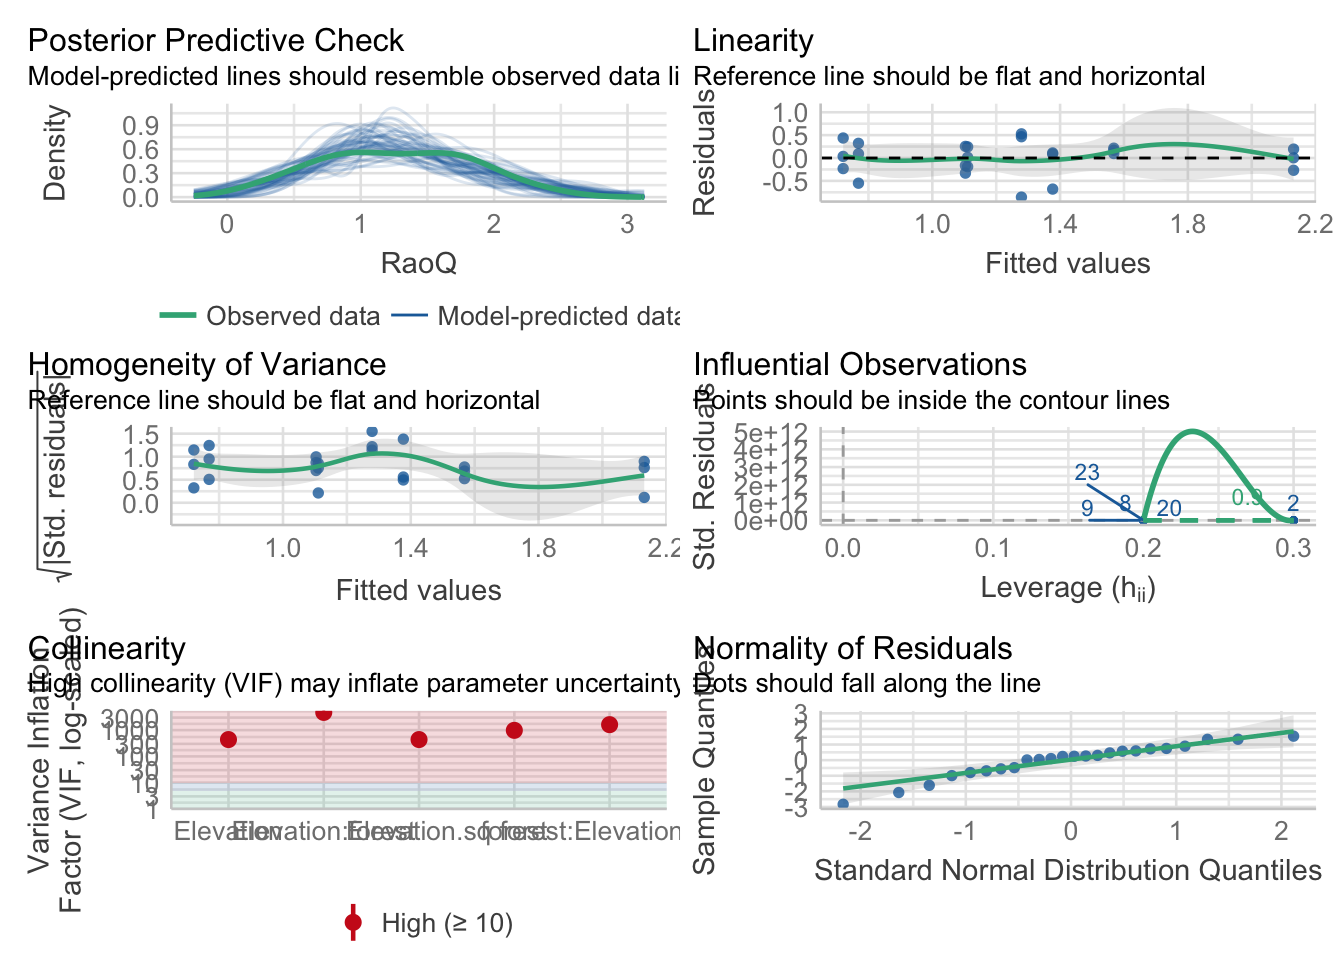 Posterior Predictive Check
Model-predicted lines should resemble observed data li
Density
0.9
0.6
0.3
0.0
0 1 2 3
RaoQ
Observed data Model-predicted data
Linearity
Reference line should be flat and horizontal
Residuals
1.0
0.5
0.0
-0.5
1.0 1.4 1.8 2.2
Fitted values
Homogeneity of Variance
Reference line should be flat and horizontal
√|Std. residuals|
1.5
1.0
0.5
0.0
1.0 1.4 1.8 2.2
Fitted values
Influential Observations
Points should be inside the contour lines
Std. Residuals
5e+12
4e+12
3e+12
2e+12
1e+12
0e+00
23
9
8
20
0.9
2
0.0 0.1 0.2 0.3
Leverage (hii)
Collinearity
High collinearity (VIF) may inflate parameter uncertainty
Variance Inflation
Factor (VIF, log-scaled)
3000
1000
300
100
30
10
3
1
Elevation
High (≥ 10)
Normality of Residuals
Dots should fall along the line
Sample Quantiles
3
2
1
0
-1
-2
-3
-2 -1 0 1 2
Standard Normal Distribution Quantiles